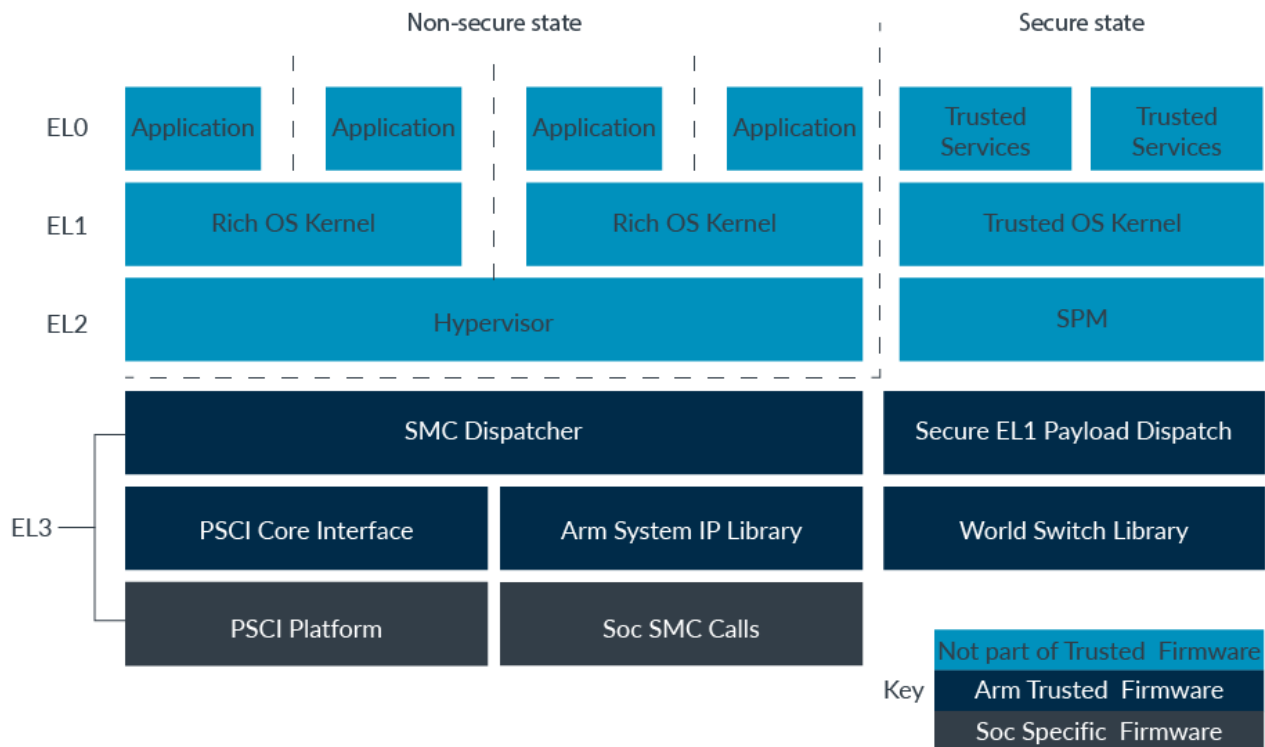 Non-secure state
Secure state
EL0
Application
Application
Application
Application
Trusted
Services
Trusted
Services
EL1
Rich OS Kernel
Rich OS Kernel
Trusted OS Kernel
EL2
Hypervisor
SPM
SMC Dispatcher
Secure EL1 Payload Dispatch
EL3
PSCI Core Interface
Arm System IP Library
World Switch Library
PSCI Platform
Soc SMC Calls
Key
Not part of Trusted Firmware
Arm Trusted Firmware
Soc Specific Firmware